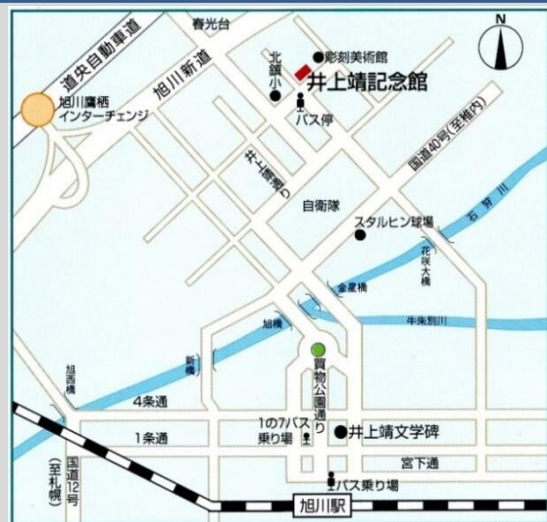 春光台
N
道央自動車道
旭川新道
北鎮小
彫刻美術館
井上靖記念館
バス停
旭川鷹栖
インターチェンジ
国道40号(至稚内)
井上靖通り
自衛隊
石狩川
スタルヒン球場
花咲大橋
金星橋
旭橋
牛朱別川
新橋
旭西橋
買物公園通り
4条通
1の7バス
乗り場
井上靖文学碑
1条通
宮下通
国道12号
(至札幌)
バス乗り場
旭川駅